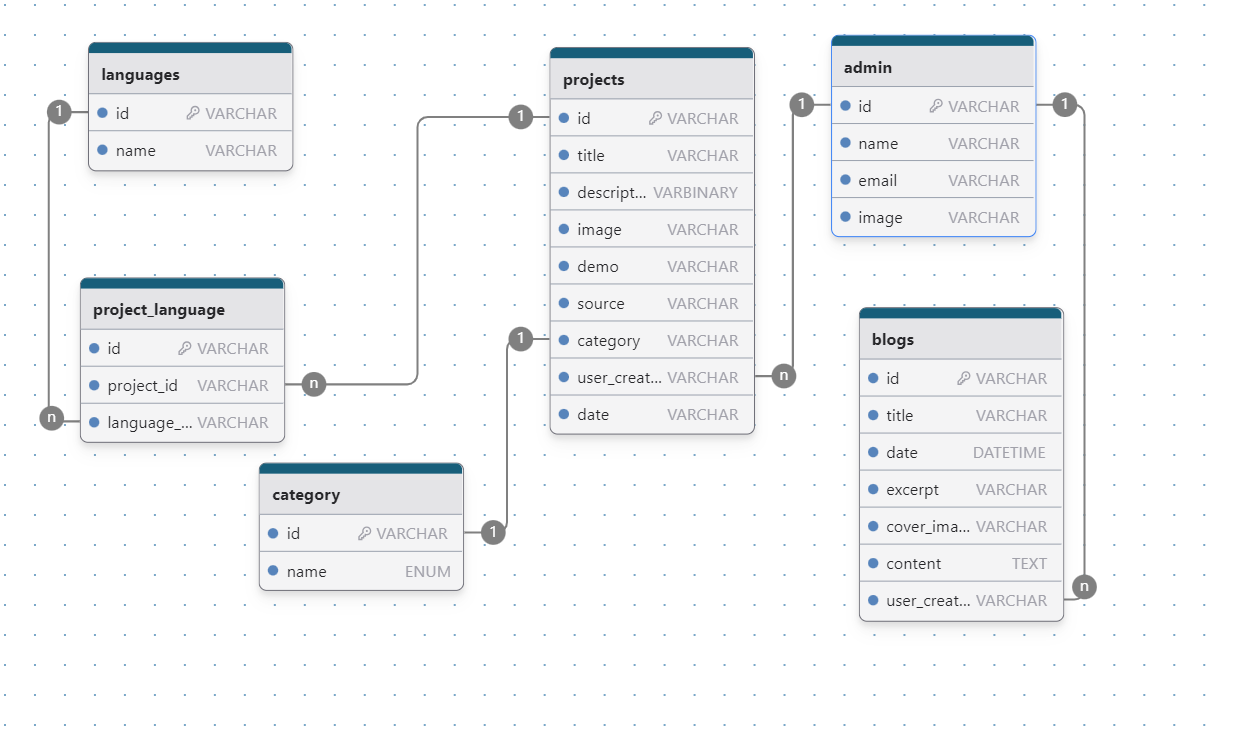 languages
id VARCHAR
name VARCHAR
1
n
project_language
id VARCHAR
project_id VARCHAR
language_... VARCHAR
n
category
id VARCHAR
name ENUM
1
1
1
projects
id VARCHAR
title VARCHAR
descript... VARBINARY
image VARCHAR
demo VARCHAR
source VARCHAR
category VARCHAR
user_creat... VARCHAR
date VARCHAR
n
1
admin
id VARCHAR
name VARCHAR
email VARCHAR
image VARCHAR
1
blogs
id VARCHAR
title VARCHAR
date DATETIME
excerpt VARCHAR
cover_ima... VARCHAR
content TEXT
user_creat... VARCHAR
n